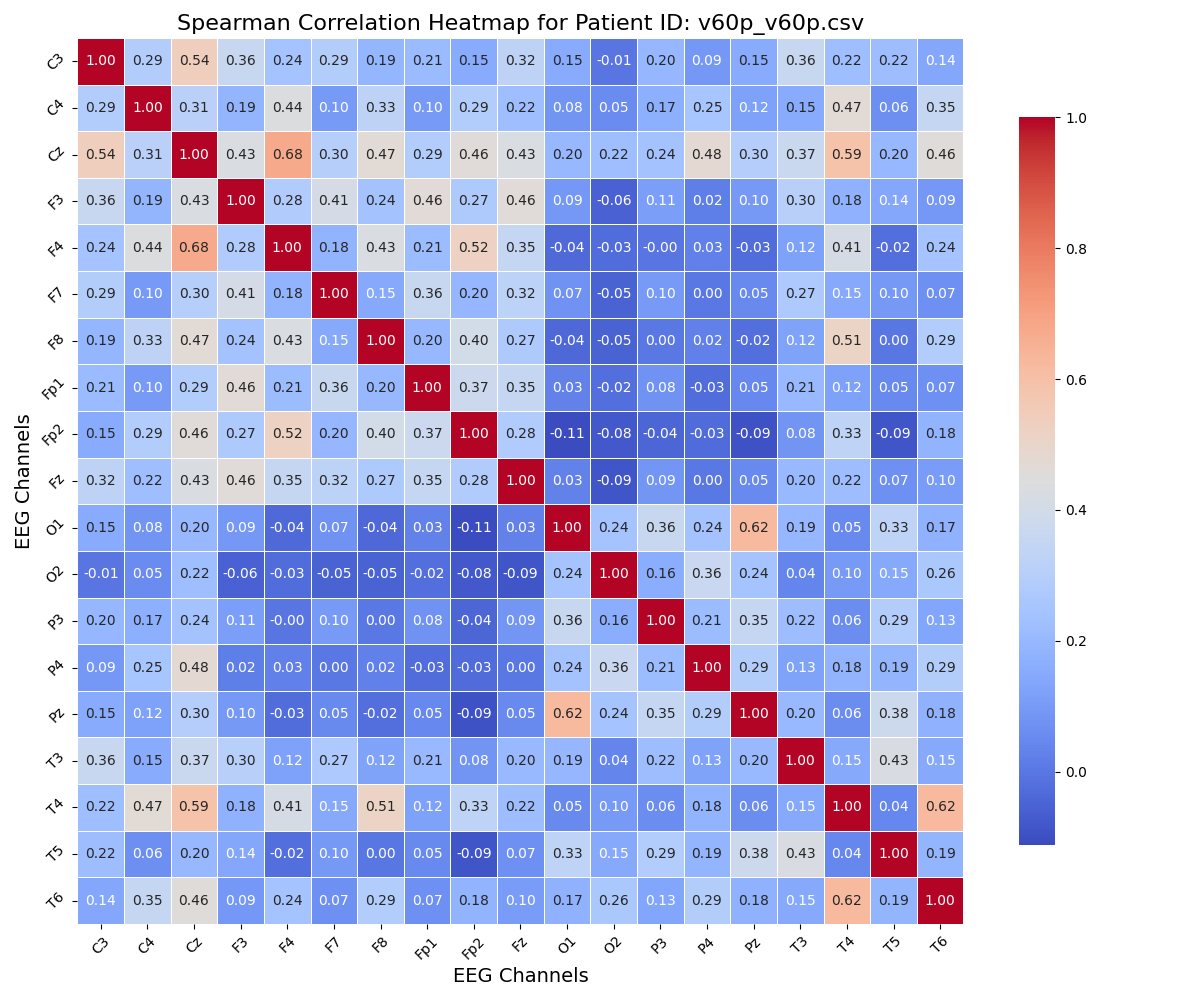 Spearman Correlation Heatmap for Patient ID: v60p_v60p.csv
C3 1.00 0.29 0.54 0.36 0.24 0.29 0.19 0.21 0.15 0.32 0.15 -0.01 0.20 0.09 0.15 0.36 0.22 0.22 0.14
C4 0.29 1.00 0.31 0.19 0.44 0.10 0.33 0.10 0.29 0.22 0.08 0.05 0.17 0.25 0.12 0.15 0.47 0.06 0.35
Cz 0.54 0.31 1.00 0.43 0.68 0.30 0.47 0.29 0.46 0.43 0.20 0.22 0.24 0.48 0.30 0.37 0.59 0.20 0.46
F3 0.36 0.19 0.43 1.00 0.28 0.41 0.24 0.46 0.27 0.46 0.09 -0.06 0.11 0.02 0.10 0.30 0.18 0.14 0.09
F4 0.24 0.44 0.68 0.28 1.00 0.18 0.43 0.21 0.52 0.35 -0.04 -0.03 -0.00 0.03 -0.03 0.12 0.41 -0.02 0.24
F7 0.29 0.10 0.30 0.41 0.18 1.00 0.15 0.36 0.20 0.32 0.07 -0.05 0.10 0.00 0.05 0.27 0.15 0.10 0.07
F8 0.19 0.33 0.47 0.24 0.43 0.15 1.00 0.20 0.40 0.27 -0.04 -0.05 0.00 0.02 -0.02 0.12 0.51 0.00 0.29
Fp1 0.21 0.10 0.29 0.46 0.21 0.36 0.20 1.00 0.37 0.35 0.03 -0.02 0.08 -0.03 0.05 0.21 0.12 0.05 0.07
Fp2 0.15 0.29 0.46 0.27 0.52 0.20 0.40 0.37 1.00 0.28 -0.11 -0.08 -0.04 -0.03 -0.09 0.08 0.33 -0.09 0.18
Fz 0.32 0.22 0.43 0.46 0.35 0.32 0.27 0.35 0.28 1.00 0.03 -0.09 0.09 0.00 0.05 0.20 0.22 0.07 0.10
O1 0.15 0.08 0.20 0.09 -0.04 0.07 -0.04 0.03 -0.11 0.03 1.00 0.24 0.36 0.24 0.62 0.19 0.05 0.33 0.17
O2 -0.01 0.05 0.22 -0.06 -0.03 -0.05 -0.05 -0.02 -0.08 -0.09 0.24 1.00 0.16 0.36 0.24 0.04 0.10 0.15 0.26
P3 0.20 0.17 0.24 0.11 -0.00 0.10 0.00 0.08 -0.04 0.09 0.36 0.16 1.00 0.21 0.35 0.22 0.06 0.29 0.13
P4 0.09 0.25 0.48 0.02 0.03 0.00 0.02 -0.03 -0.03 0.00 0.24 0.36 0.21 1.00 0.29 0.13 0.18 0.19 0.29
Pz 0.15 0.12 0.30 0.10 -0.03 0.05 -0.02 0.05 -0.09 0.05 0.62 0.24 0.35 0.29 1.00 0.20 0.06 0.38 0.18
T3 0.36 0.15 0.37 0.30 0.12 0.27 0.12 0.21 0.08 0.20 0.19 0.04 0.22 0.13 0.20 1.00 0.15 0.43 0.15
T4 0.22 0.47 0.59 0.18 0.41 0.15 0.51 0.12 0.33 0.22 0.05 0.10 0.06 0.18 0.06 0.15 1.00 0.04 0.62
T5 0.22 0.06 0.20 0.14 -0.02 0.10 0.00 0.05 -0.09 0.07 0.33 0.15 0.29 0.19 0.38 0.43 0.04 1.00 0.19
T6 0.14 0.35 0.46 0.09 0.24 0.07 0.29 0.07 0.18 0.10 0.17 0.26 0.13 0.29 0.18 0.15 0.62 0.19 1.00
C3 C4 Cz F3 F4 F7 F8 Fp1 Fp2 Fz O1 O2 P3 P4 Pz T3 T4 T5 T6
EEG Channels
EEG Channels
1.0
0.8
0.6
0.4
0.2
0.0